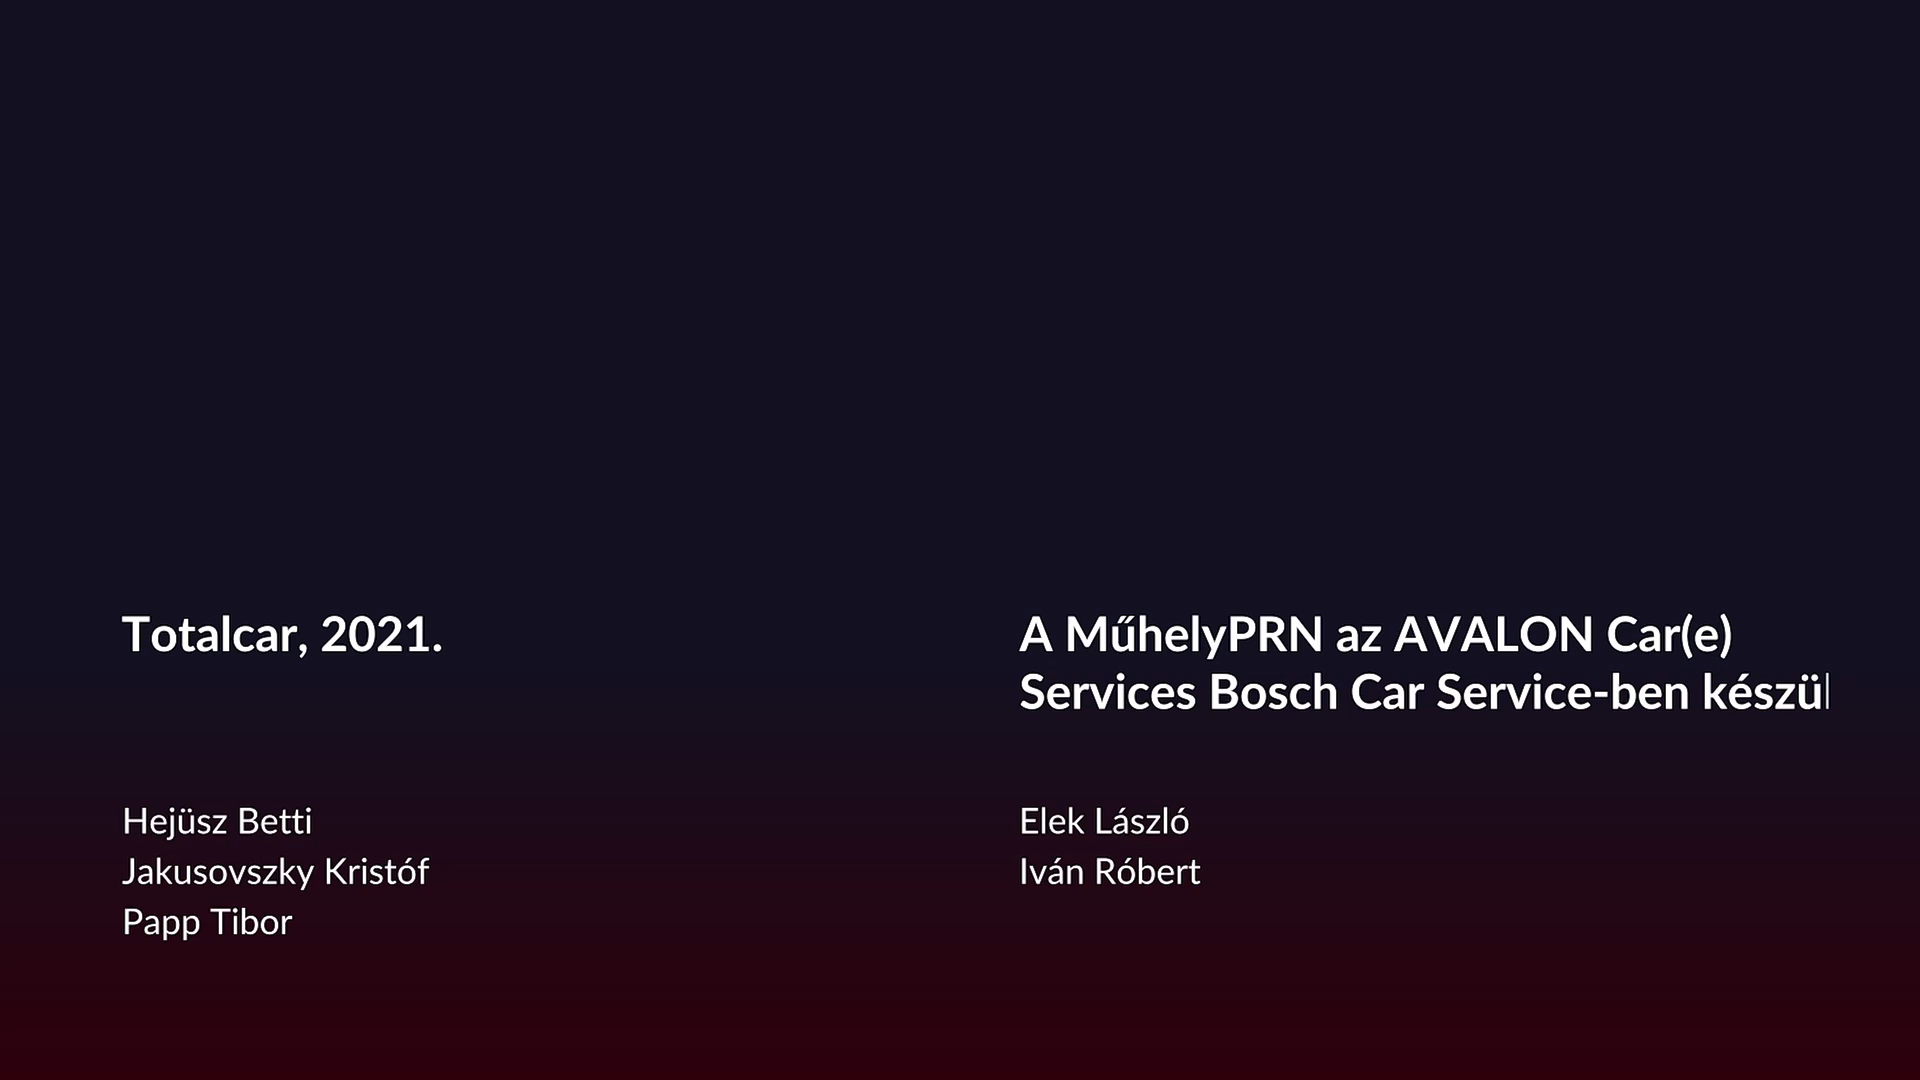 Totalcar, 2021.
Hejüsz Betti
Jakusovszky Kristóf
Papp Tibor
A MűhelyPRN az AVALON Car(e)
Services Bosch Car Service-ben készül
Elek László
Iván Róbert